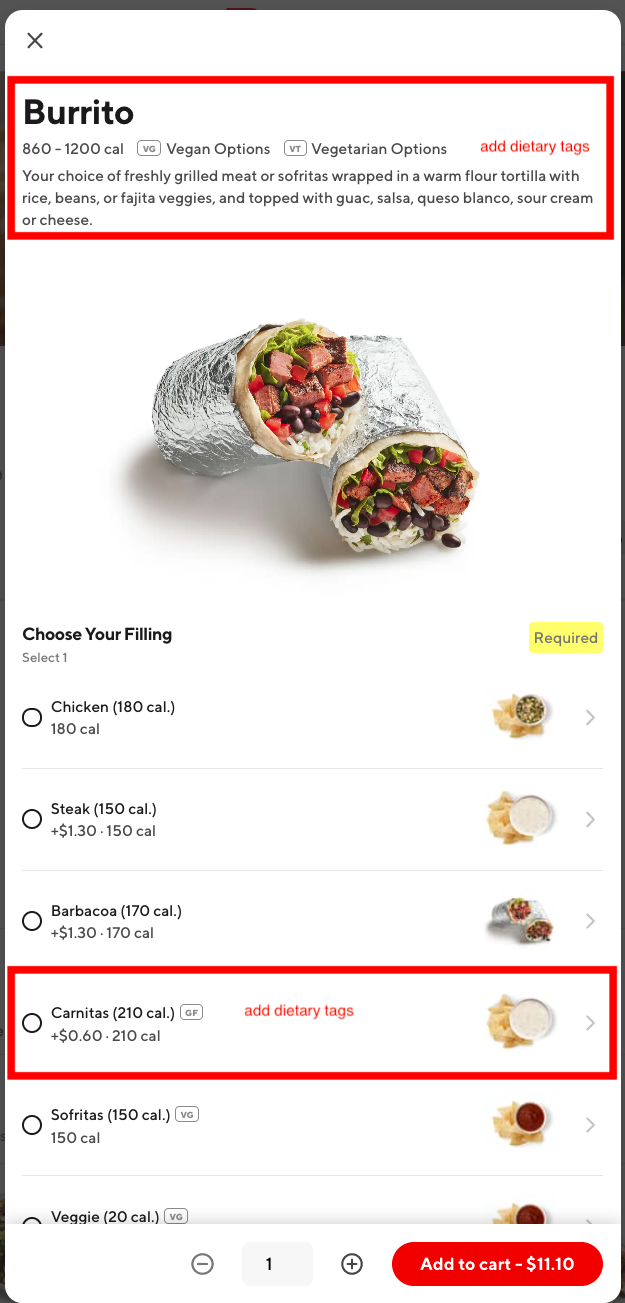 Burrito
860 - 1200 cal VG Vegan Options VT Vegetarian Options add dietary tags
Your choice of freshly grilled meat or sofritas wrapped in a warm flour tortilla with
rice, beans, or fajita veggies, and topped with guac, salsa, queso blanco, sour cream
or cheese.
Choose Your Filling Required
Select 1
Chicken (180 cal.)
180 cal
Steak (150 cal.)
+$1.30 · 150 cal
Barbacoa (170 cal.)
+$1.30 · 170 cal
Carnitas (210 cal.) GF add dietary tags
+$0.60 · 210 cal
Sofritas (150 cal.) VG
150 cal
Veggie (20 cal.) VG
1 Add to cart - $11.10